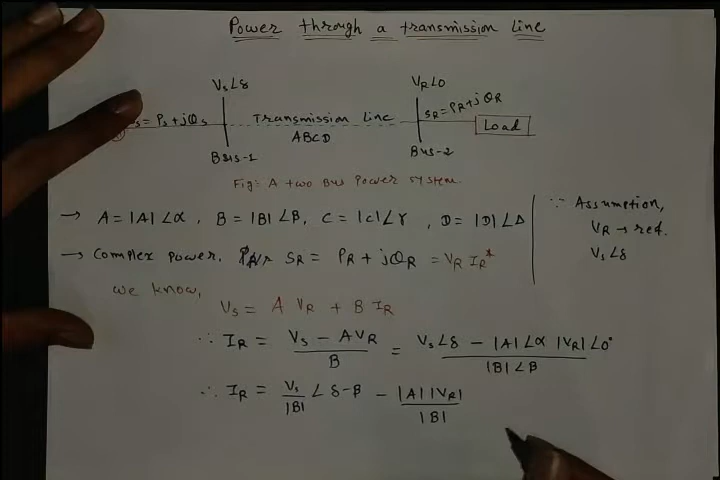 Power through a transmission Line
Vs∠δ
VR∠0
= Ps+jQs
Transmission Line
SR=PR+jQR
Load
ABCD
Bus-1
Bus-2
Fig: A two Bus Power system.
→ A = |A|∠α, B = |B|∠β, C = |C|∠γ, D = |D|∠Δ
∵ Assumption,
VR → ref.
Vs∠δ
→ Complex power, SR = PR + jQR = VR IR*
we know,
Vs = A VR + B IR
∴ IR = (Vs - AVR)/B = (Vs∠δ - |A|∠α |VR|∠0°)/(|B|∠β)
∴ IR = Vs/|B| ∠δ-β - |A||VR|/|B|